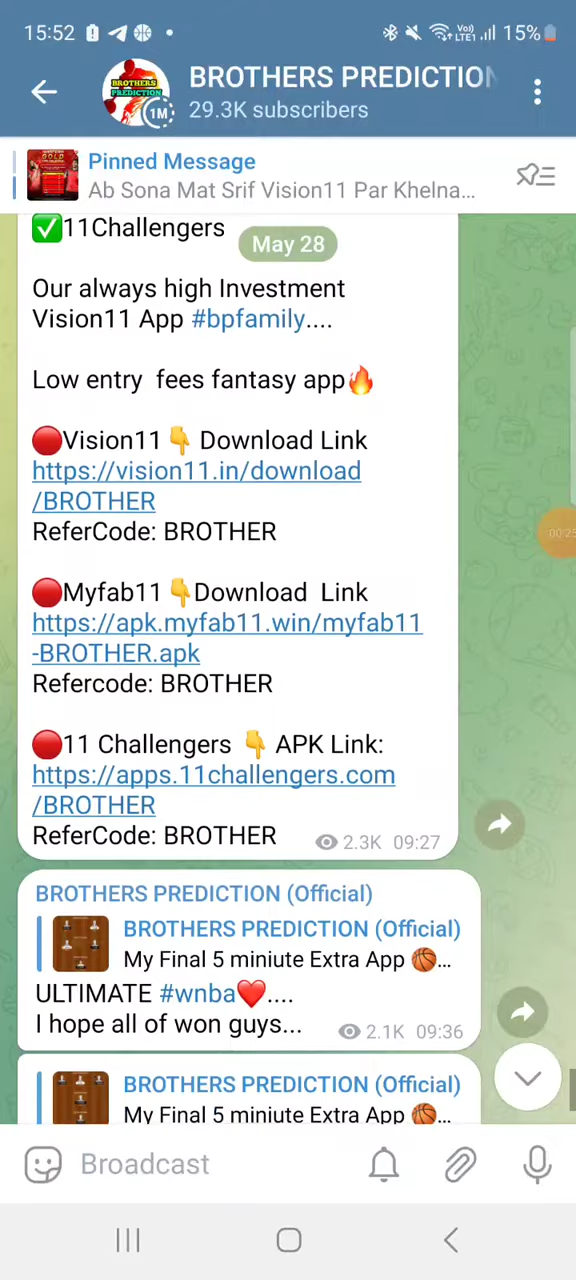 15:52
VoLTE1 15%
BROTHERS PREDICTION
1M
29.3K subscribers
Pinned Message
Ab Sona Mat Srif Vision11 Par Khelna...
✅11Challengers
May 28
Our always high Investment
Vision11 App #bpfamily....
Low entry  fees fantasy app🔥
🔴Vision11👇 Download Link
https://vision11.in/download
/BROTHER
ReferCode: BROTHER
🔴Myfab11 👇Download  Link
https://apk.myfab11.win/myfab11
-BROTHER.apk
Refercode: BROTHER
🔴11 Challengers 👇 APK Link:
https://apps.11challengers.com
/BROTHER
ReferCode: BROTHER
2.3K 09:27
00:25
BROTHERS PREDICTION (Official)
BROTHERS PREDICTION (Official)
My Final 5 miniute Extra App 🏀...
ULTIMATE #wnba❤️....
I hope all of won guys...
2.1K 09:36
BROTHERS PREDICTION (Official)
My Final 5 miniute Extra App 🏀...
Broadcast